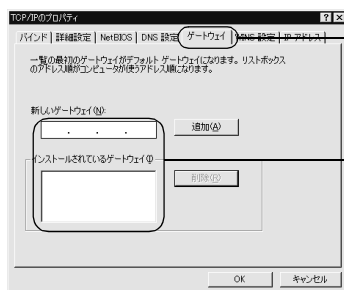 TCP/IPのプロパティ
バインド 詳細設定 NetBIOS DNS 設定 ゲートウェイ WINS 設定 IP アドレス
一覧の最初のゲートウェイがデフォルト ゲートウェイになります。リストボックス
のアドレス順がコンピュータが使うアドレス順になります。
新しいゲートウェイ(N):
. . .
追加(A)
インストールされているゲートウェイ(I)
削除(R)
OK キャンセル